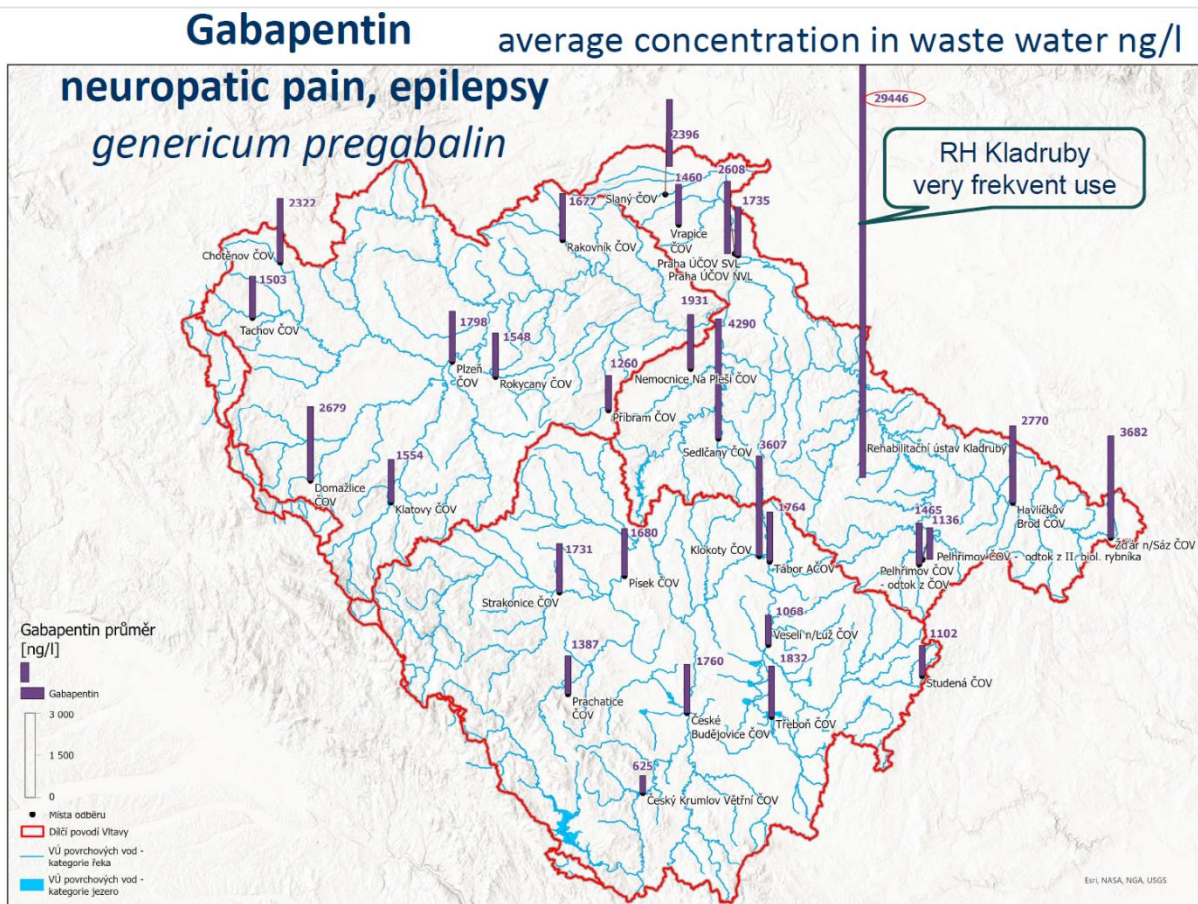 Gabapentin
average concentration in waste water ng/l
neuropatic pain, epilepsy
genericum pregabalin
29446
RH Kladruby
very frekvent use
2396
Slaný ČOV
1460
Vrapice
ČOV
2608
1735
Praha ÚČOV SVL
Praha ÚČOV NVL
1677
Rakovník ČOV
2322
Chotěnov ČOV
1503
Tachov ČOV
1798
Plzeň
ČOV
1548
Rokycany ČOV
1260
Příbram ČOV
1931
Nemocnice Na Pleši ČOV
4290
Sedlčany ČOV
Rehabilitační ústav Kladruby
2770
Havlíčkův
Brod ČOV
3682
Žďár n/Sáz ČOV
2679
Domažlice
ČOV
1554
Klatovy ČOV
3607
Klokoty ČOV
1764
Tábor AČOV
1465
1136
Pelhřimov ČOV - odtok z II. biol. rybníka
Pelhřimov ČOV
- odtok z ČOV
1731
Strakonice ČOV
1680
Písek ČOV
1068
Veselí n/Luž ČOV
1102
Studená ČOV
1387
Prachatice
ČOV
1760
České
Budějovice ČOV
1832
Třeboň ČOV
625
Český Krumlov Větřní ČOV
Gabapentin průměr
[ng/l]
Gabapentin
3 000
1 500
0
Místa odběru
Dílčí povodí Vltavy
VÚ povrchových vod -
kategorie řeka
VÚ povrchových vod -
kategorie jezero
Esri, NASA, NGA, USGS